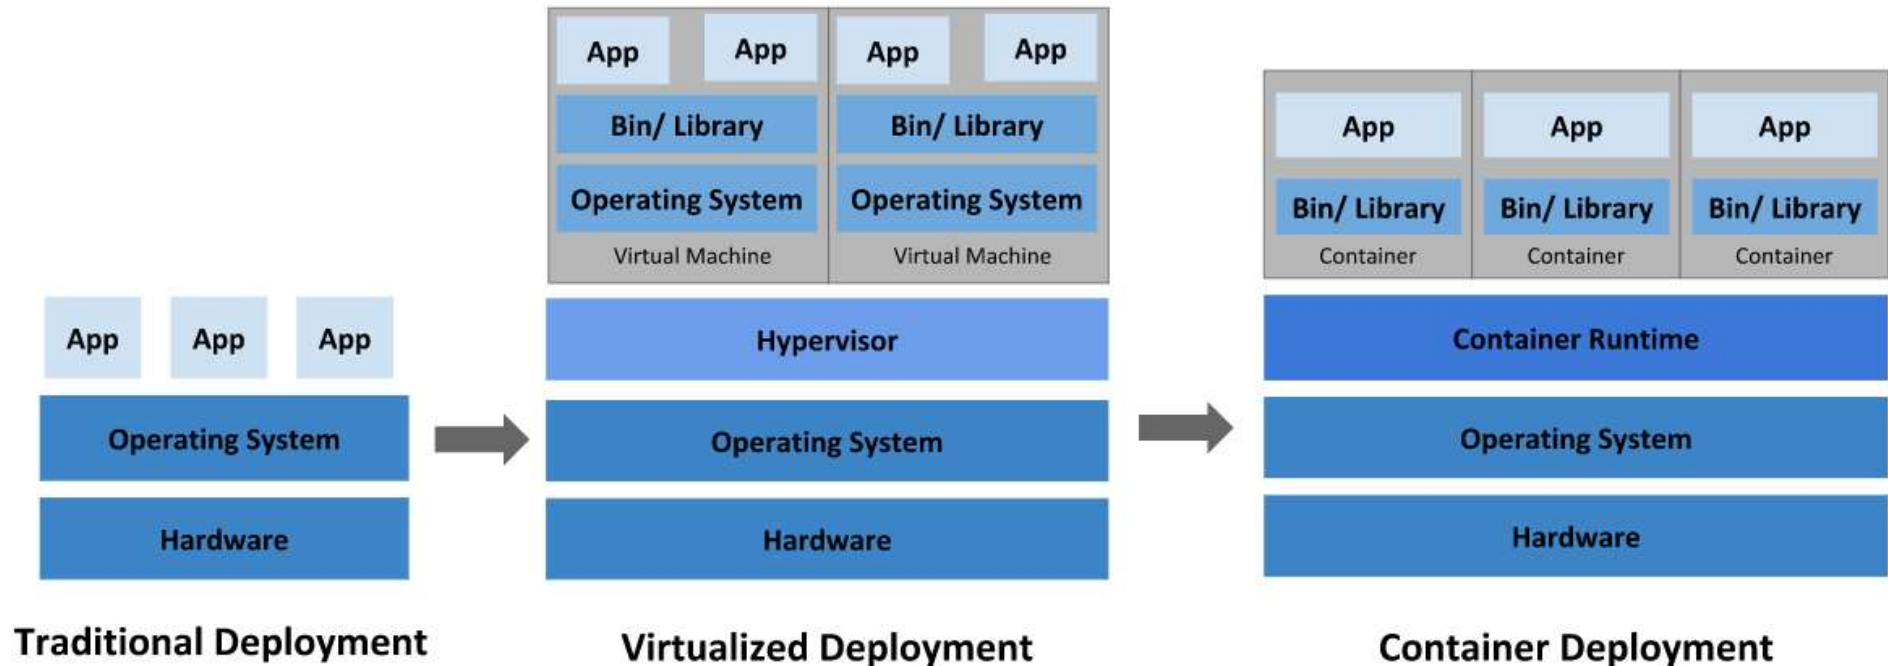 App
App
App
Operating System
Hardware
Traditional Deployment
App
App
App
App
Bin/ Library
Bin/ Library
Operating System
Operating System
Virtual Machine
Virtual Machine
Hypervisor
Operating System
Hardware
Virtualized Deployment
App
App
App
Bin/ Library
Bin/ Library
Bin/ Library
Container
Container
Container
Container Runtime
Operating System
Hardware
Container Deployment